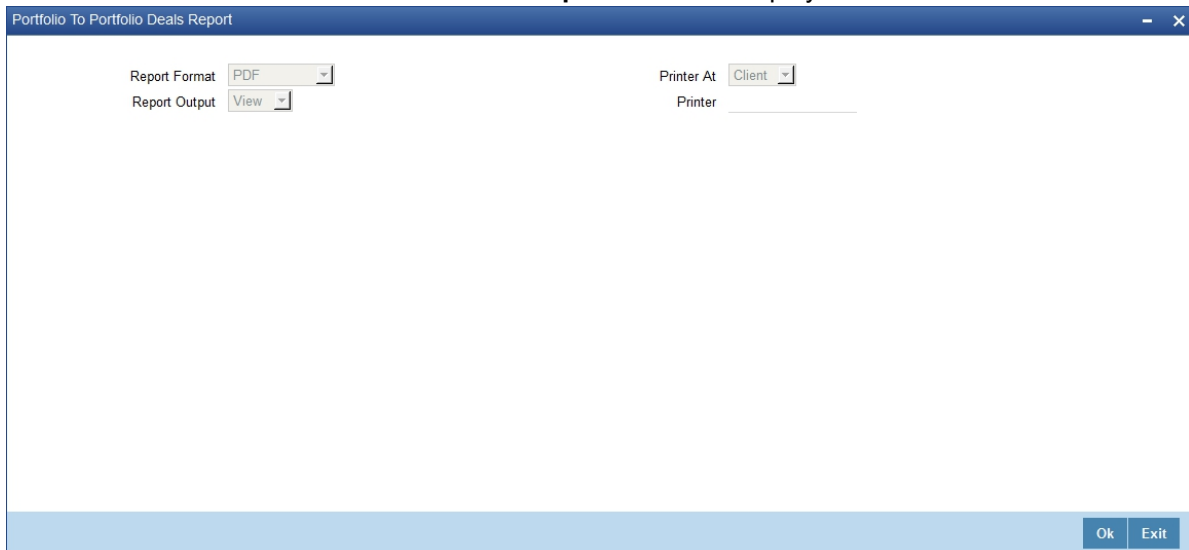 Portfolio To Portfolio Deals Report
Report Format PDF Printer At Client
Report Output View Printer
Ok Exit